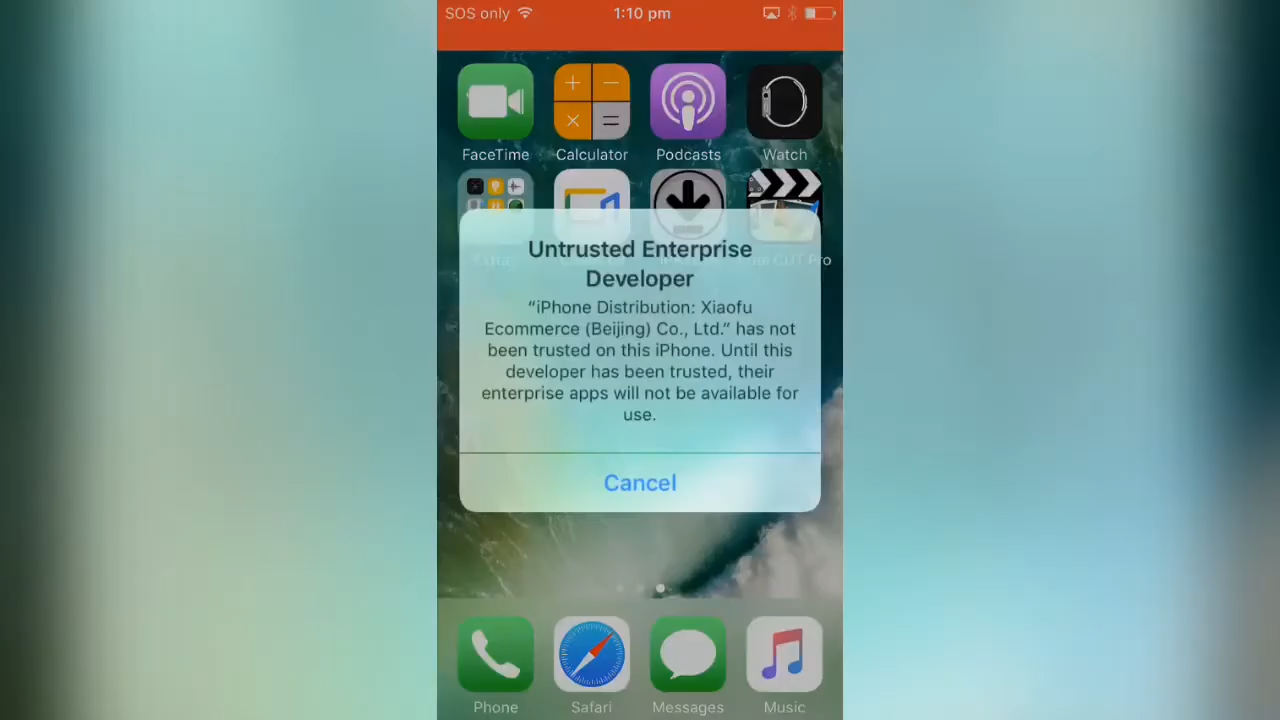 SOS only 1:10 pm
FaceTime Calculator Podcasts Watch
Untrusted Enterprise
Developer
“iPhone Distribution: Xiaofu
Ecommerce (Beijing) Co., Ltd.” has not
been trusted on this iPhone. Until this
developer has been trusted, their
enterprise apps will not be available for
use.
Cancel
Phone Safari Messages Music